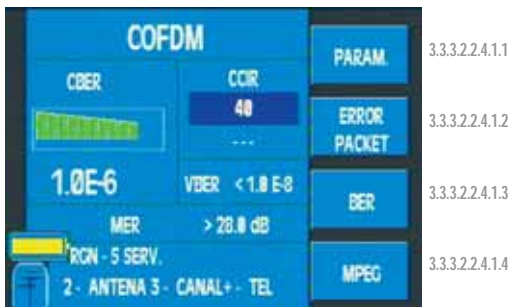 COFDM
CBER
CCIR
40
---
1.0E-6
VBER < 1.0 E-8
MER > 28.0 dB
RGN - 5 SERV.
2 - ANTENA 3 - CANAL+ - TEL
PARAM.
3.3.3.2.2.4.1.1
ERROR
PACKET
3.3.3.2.2.4.1.2
BER
3.3.3.2.2.4.1.3
MPEG
3.3.3.2.2.4.1.4